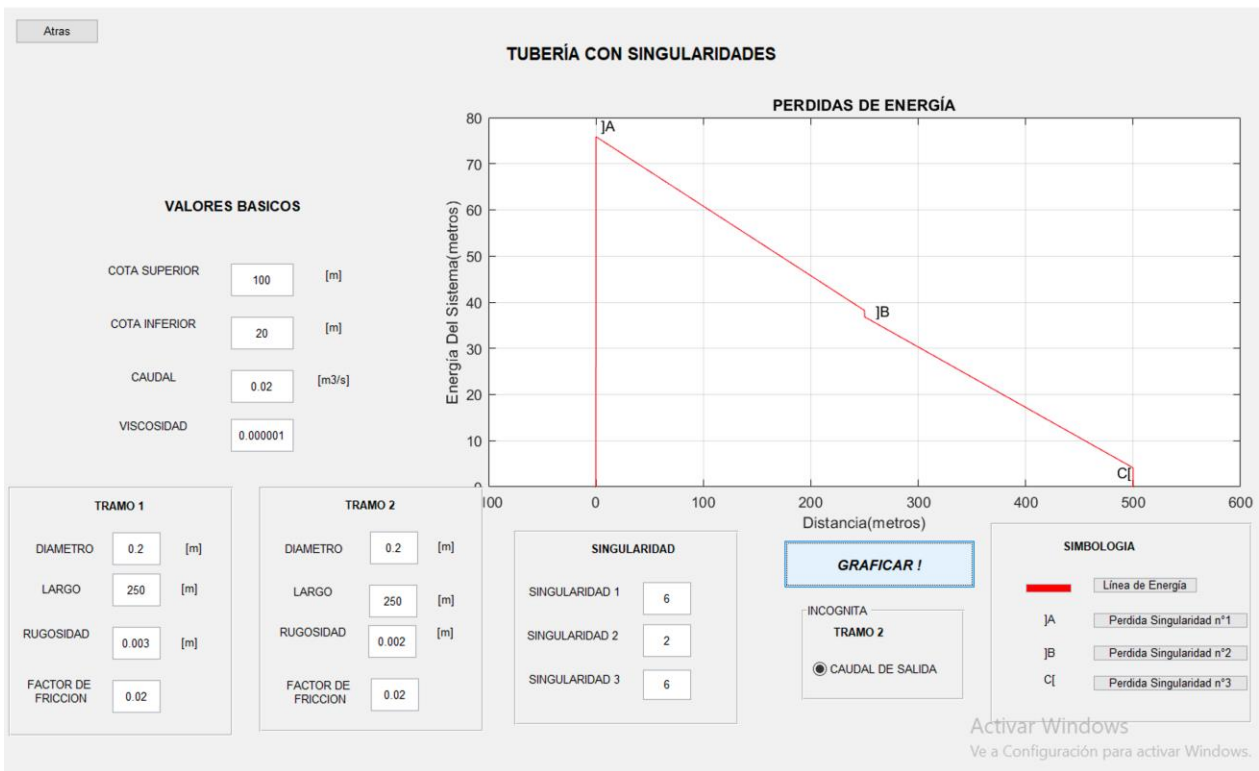 Atras
TUBERÍA CON SINGULARIDADES
PERDIDAS DE ENERGÍA
80
70
60
50
40
30
20
10
0
Energía Del Sistema(metros)
]A
]B
C[
100
0
100
200
300
400
500
600
Distancia(metros)
VALORES BASICOS
COTA SUPERIOR 100 [m]
COTA INFERIOR 20 [m]
CAUDAL 0.02 [m3/s]
VISCOSIDAD 0.000001
TRAMO 1
DIAMETRO 0.2 [m]
LARGO 250 [m]
RUGOSIDAD 0.003 [m]
FACTOR DE
FRICCION 0.02
TRAMO 2
DIAMETRO 0.2 [m]
LARGO 250 [m]
RUGOSIDAD 0.002 [m]
FACTOR DE
FRICCION 0.02
SINGULARIDAD
SINGULARIDAD 1 6
SINGULARIDAD 2 2
SINGULARIDAD 3 6
GRAFICAR !
INCOGNITA
TRAMO 2
CAUDAL DE SALIDA
SIMBOLOGIA
Línea de Energía
]A Perdida Singularidad n°1
]B Perdida Singularidad n°2
C[ Perdida Singularidad n°3
Activar Windows
Ve a Configuración para activar Windows.